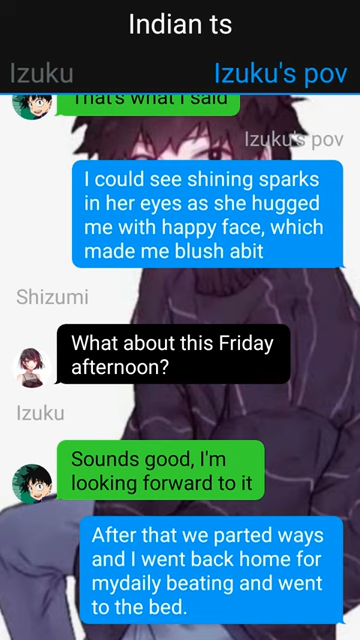 Indian ts
Izuku
Izuku's pov
That's what I said
Izuku's pov
I could see shining sparks
in her eyes as she hugged
me with happy face, which
made me blush abit
Shizumi
What about this Friday
afternoon?
Izuku
Sounds good, I'm
looking forward to it
After that we parted ways
and I went back home for
mydaily beating and went
to the bed.